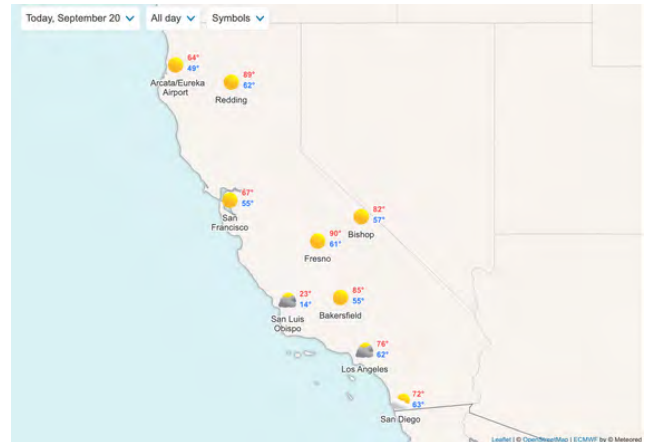 Today, September 20
All day
Symbols
64°
49°
Arcata/Eureka
Airport
89°
62°
Redding
67°
55°
San
Francisco
82°
57°
Bishop
90°
61°
Fresno
23°
14°
San Luis
Obispo
85°
55°
Bakersfield
76°
62°
Los Angeles
72°
63°
San Diego
Leaflet | © OpenStreetMap | ECMWF by © Meteored